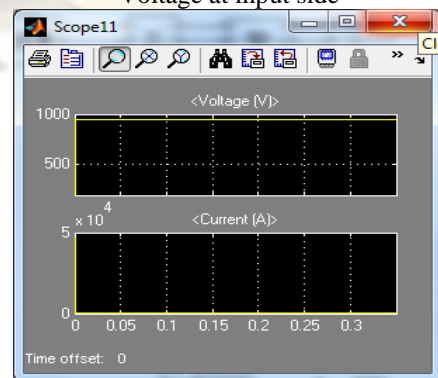 Voltage at input side
Scope11
Cl
<Voltage (V)>
1000
500
x 10 4
<Current (A)>
5
0
0 0.05 0.1 0.15 0.2 0.25 0.3
Time offset: 0